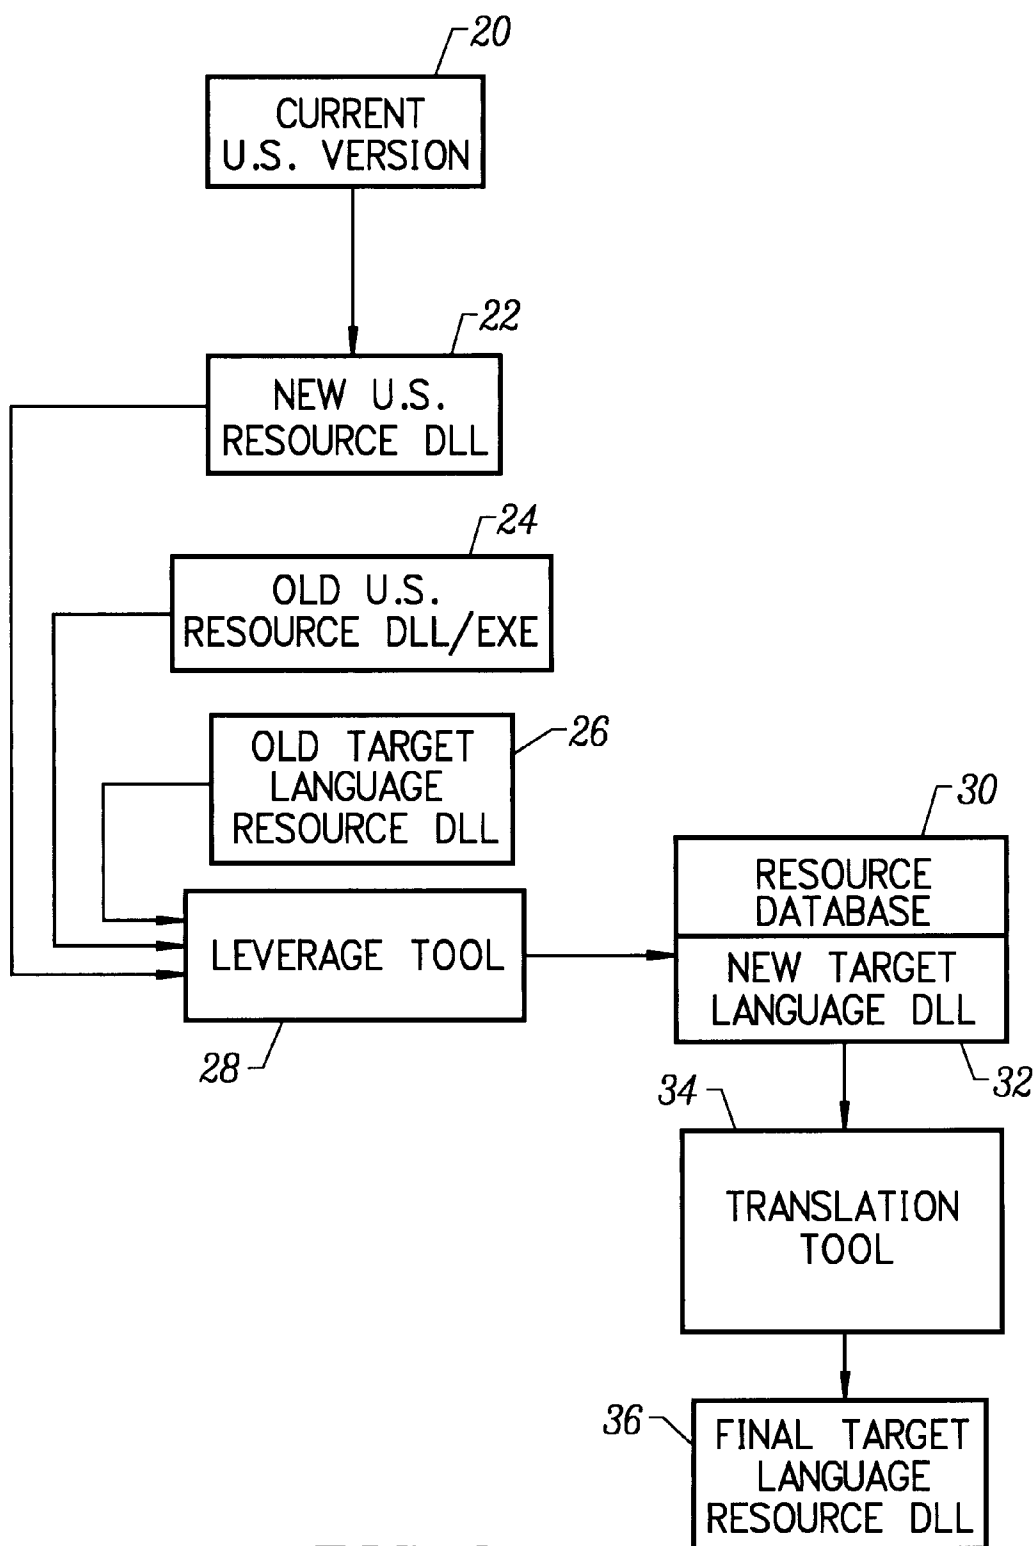 20
CURRENT
U.S. VERSION
22
NEW U.S.
RESOURCE DLL
24
OLD U.S.
RESOURCE DLL/EXE
26
OLD TARGET
LANGUAGE
RESOURCE DLL
LEVERAGE TOOL
28
30
RESOURCE
DATABASE
NEW TARGET
LANGUAGE DLL
32
34
TRANSLATION
TOOL
36
FINAL TARGET
LANGUAGE
RESOURCE DLL